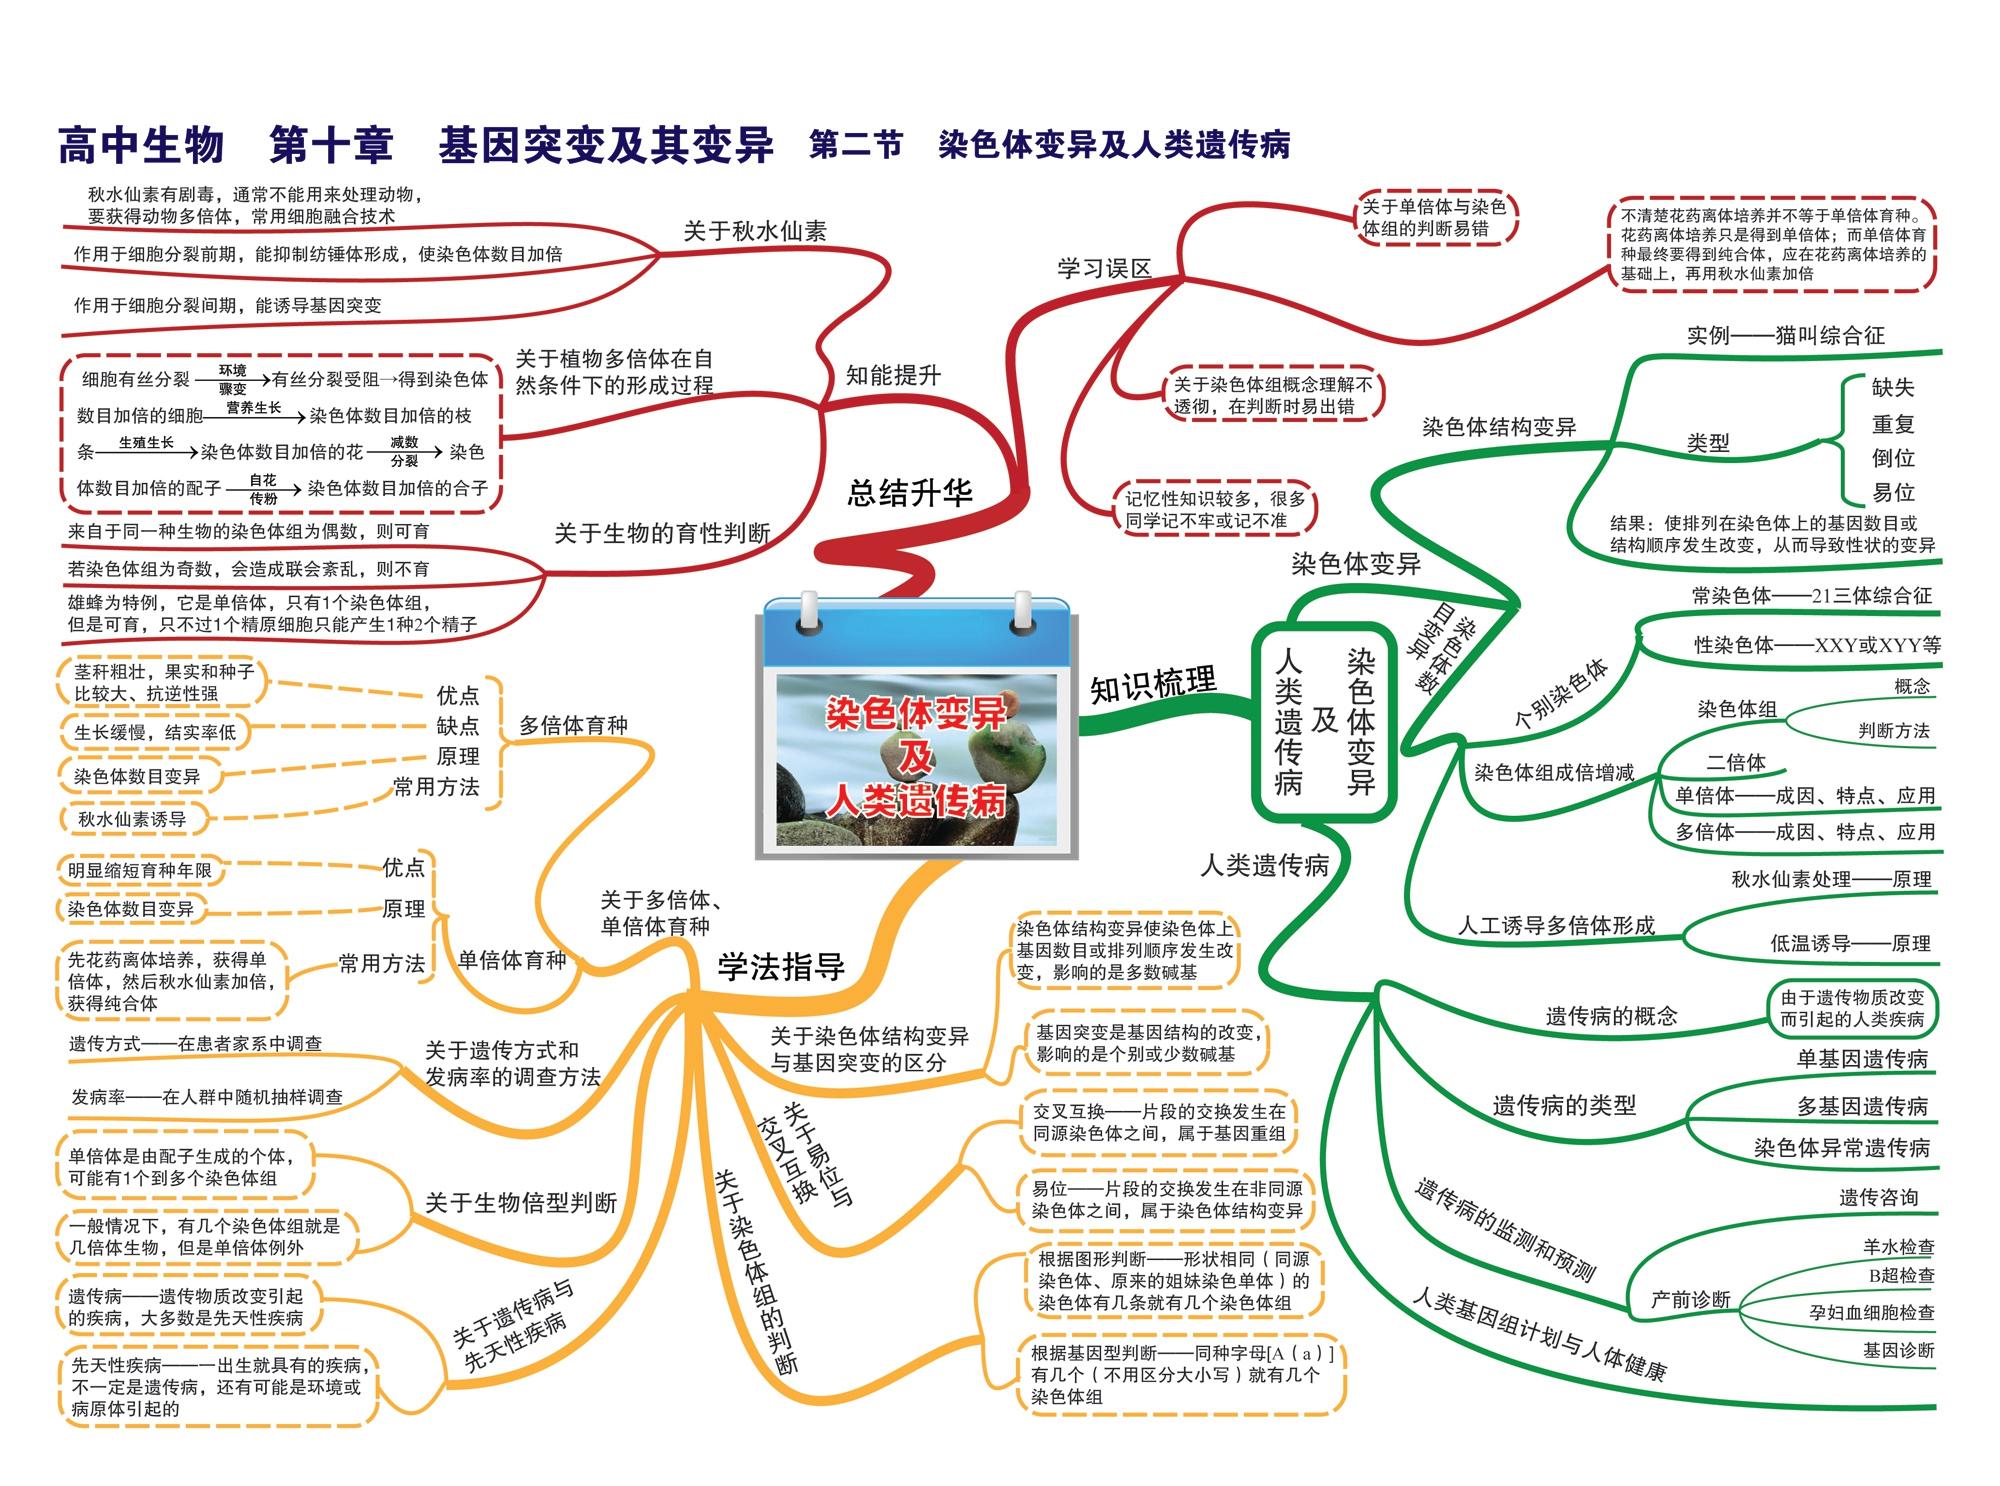 高中生物 第十章 基因突变及其变异 第二节 染色体变异及人类遗传病
染色体变异
及
人类遗传病
总结升华
知能提升
关于秋水仙素
秋水仙素有剧毒，通常不能用来处理动物，
要获得动物多倍体，常用细胞融合技术
作用于细胞分裂前期，能抑制纺锤体形成，使染色体数目加倍
作用于细胞分裂间期，能诱导基因突变
关于植物多倍体在自
然条件下的形成过程
细胞有丝分裂 环境骤变→有丝分裂受阻→得到染色体
数目加倍的细胞 营养生长→染色体数目加倍的枝
条 生殖生长→染色体数目加倍的花 减数分裂→染色
体数目加倍的配子 自花传粉→染色体数目加倍的合子
关于生物的育性判断
来自于同一种生物的染色体组为偶数，则可育
若染色体组为奇数，会造成联会紊乱，则不育
雄蜂为特例，它是单倍体，只有1个染色体组，
但是可育，只不过1个精原细胞只能产生1种2个精子
学习误区
关于单倍体与染色
体组的判断易错
不清楚花药离体培养并不等于单倍体育种。
花药离体培养只是得到单倍体；而单倍体育
种最终要得到纯合体，应在花药离体培养的
基础上，再用秋水仙素加倍
关于染色体组概念理解不
透彻，在判断时易出错
记忆性知识较多，很多
同学记不牢或记不准
知识梳理
染色体变异
及
人类遗传病
染色体变异
染色体结构变异
实例——猫叫综合征
类型
缺失
重复
倒位
易位
结果：使排列在染色体上的基因数目或
结构顺序发生改变，从而导致性状的变异
染色体数
目变异
个别染色体
常染色体——21三体综合征
性染色体——XXY或XYY等
染色体组成倍增减
染色体组
概念
判断方法
二倍体
单倍体——成因、特点、应用
多倍体——成因、特点、应用
人工诱导多倍体形成
秋水仙素处理——原理
低温诱导——原理
人类遗传病
遗传病的概念
由于遗传物质改变
而引起的人类疾病
遗传病的类型
单基因遗传病
多基因遗传病
染色体异常遗传病
遗传病的监测和预测
遗传咨询
产前诊断
羊水检查
B超检查
孕妇血细胞检查
基因诊断
人类基因组计划与人体健康
学法指导
关于多倍体、
单倍体育种
多倍体育种
优点
茎秆粗壮，果实和种子
比较大、抗逆性强
缺点
生长缓慢，结实率低
原理
染色体数目变异
常用方法
秋水仙素诱导
单倍体育种
优点
明显缩短育种年限
原理
染色体数目变异
常用方法
先花药离体培养，获得单
倍体，然后秋水仙素加倍，
获得纯合体
关于遗传方式和
发病率的调查方法
遗传方式——在患者家系中调查
发病率——在人群中随机抽样调查
关于生物倍型判断
单倍体是由配子生成的个体，
可能有1个到多个染色体组
一般情况下，有几个染色体组就是
几倍体生物，但是单倍体例外
关于遗传病与
先天性疾病
遗传病——遗传物质改变引起
的疾病，大多数是先天性疾病
先天性疾病——一出生就具有的疾病，
不一定是遗传病，还有可能是环境或
病原体引起的
关于染色体结构变异
与基因突变的区分
染色体结构变异使染色体上
基因数目或排列顺序发生改
变，影响的是多数碱基
基因突变是基因结构的改变，
影响的是个别或少数碱基
关于易位与
交叉互换
交叉互换——片段的交换发生在
同源染色体之间，属于基因重组
易位——片段的交换发生在非同源
染色体之间，属于染色体结构变异
关于染色体组的判断
根据图形判断——形状相同（同源
染色体、原来的姐妹染色单体）的
染色体有几条就有几个染色体组
根据基因型判断——同种字母[A（a）]
有几个（不用区分大小写）就有几个
染色体组